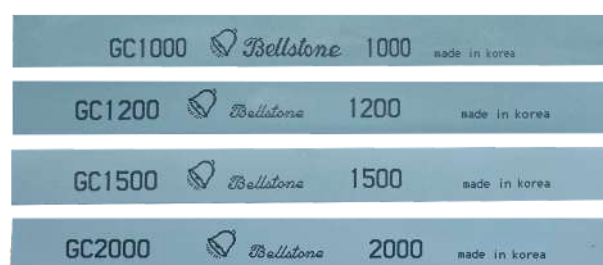 GC1000 Bellstone 1000 made in korea
GC1200 Bellstone 1200 made in korea
GC1500 Bellstone 1500 made in korea
GC2000 Bellstone 2000 made in korea